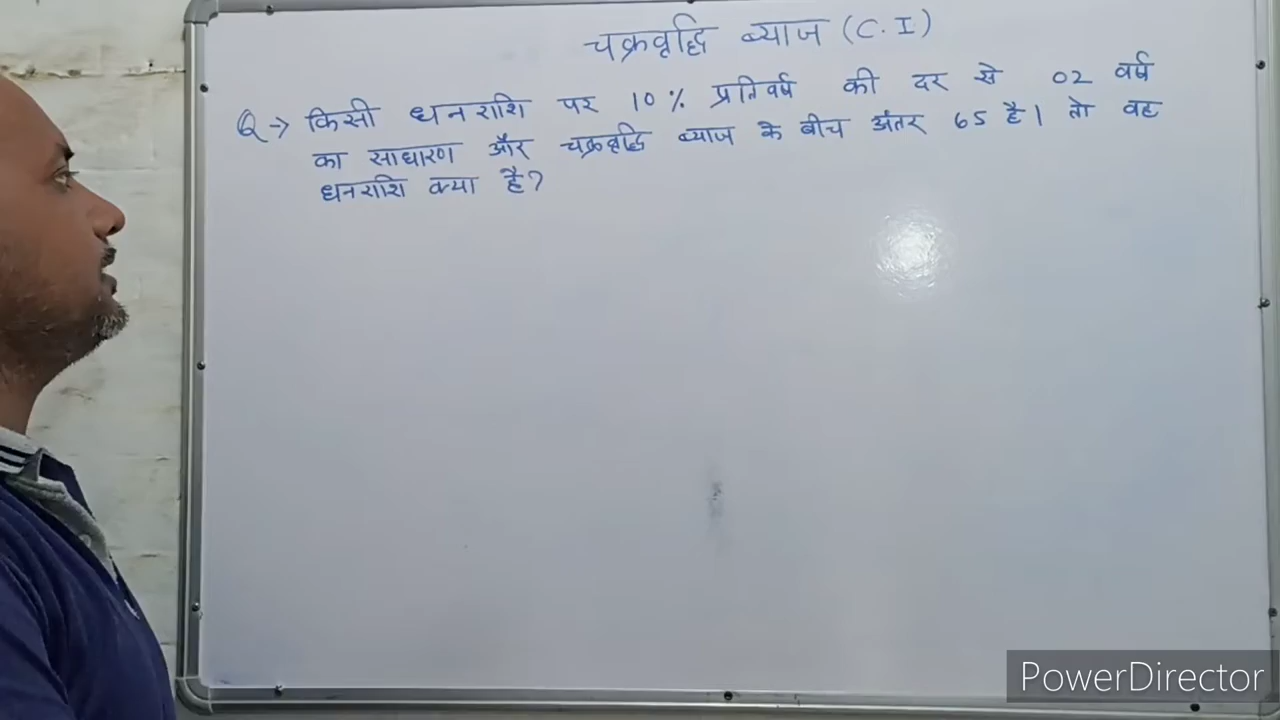 चक्रवृद्धि ब्याज (C.I)
Q→ किसी धनराशि पर 10% प्रतिवर्ष की दर से 02 वर्ष
का साधारण और चक्रवृद्धि ब्याज के बीच अंतर 65 है। तो वह
धनराशि क्या है?
PowerDirector